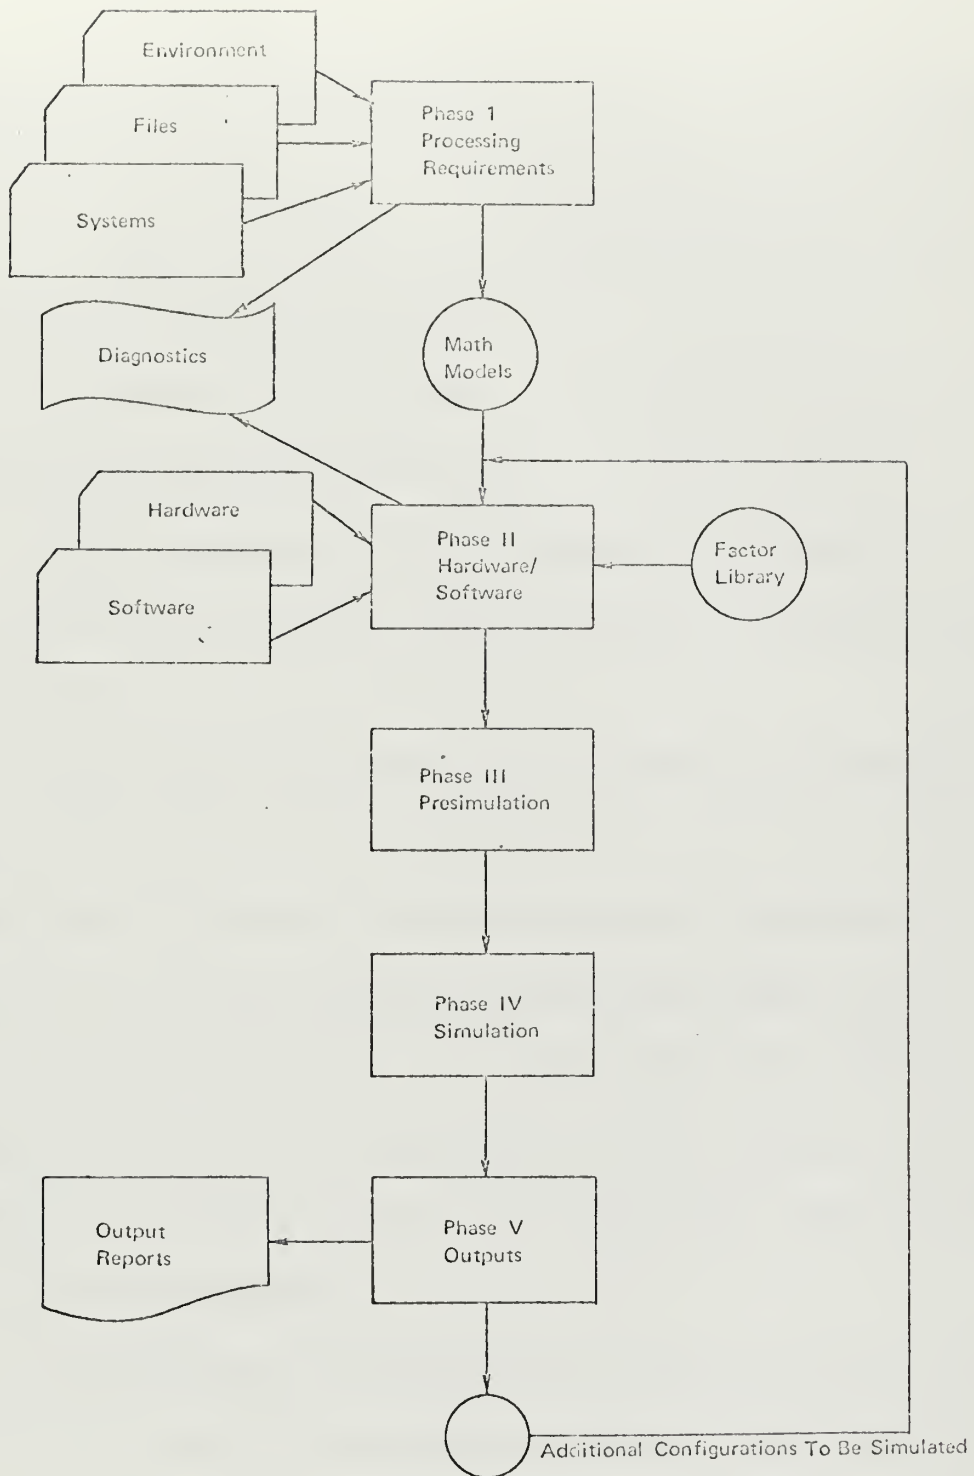 Environment
Files
Systems
Phase 1
Processing
Requirements
Diagnostics
Math
Models
Hardware
Software
Phase II
Hardware/
Software
Factor
Library
Phase III
Presimulation
Phase IV
Simulation
Output
Reports
Phase V
Outputs
Additional Configurations To Be Simulated